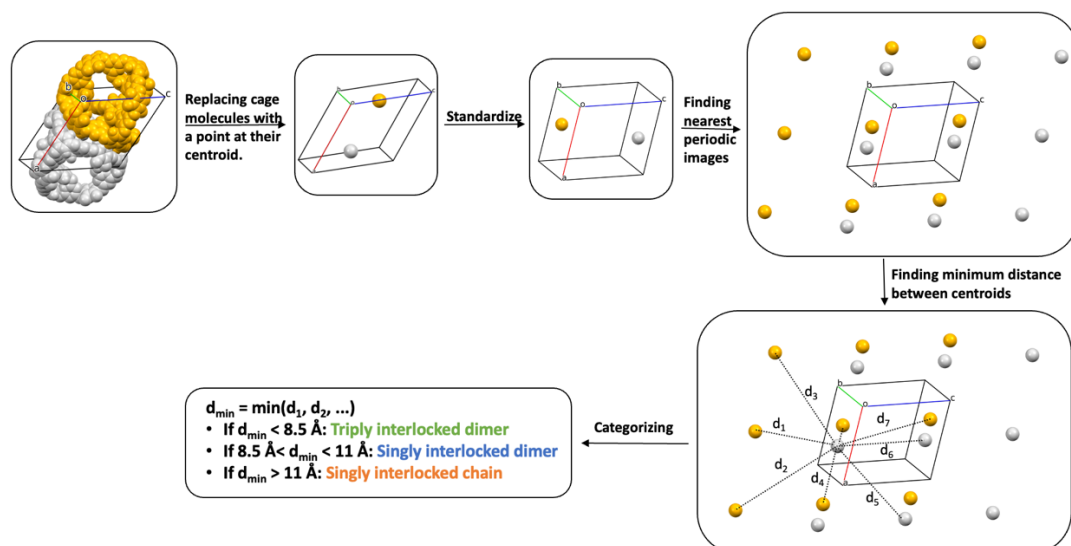 b
o
c
a
Replacing cage
molecules with
a point at their
centroid.
b
o
c
a
Standardize
b
o
c
a
Finding
nearest
periodic
images
b
o
c
a
Finding minimum distance
between centroids
b
o
c
a
d3
d1
d7
d6
d2
d4
d5
Categorizing
dmin = min(d1, d2, ...)
• If dmin < 8.5 Å: Triply interlocked dimer
• If 8.5 Å< dmin < 11 Å: Singly interlocked dimer
• If dmin > 11 Å: Singly interlocked chain